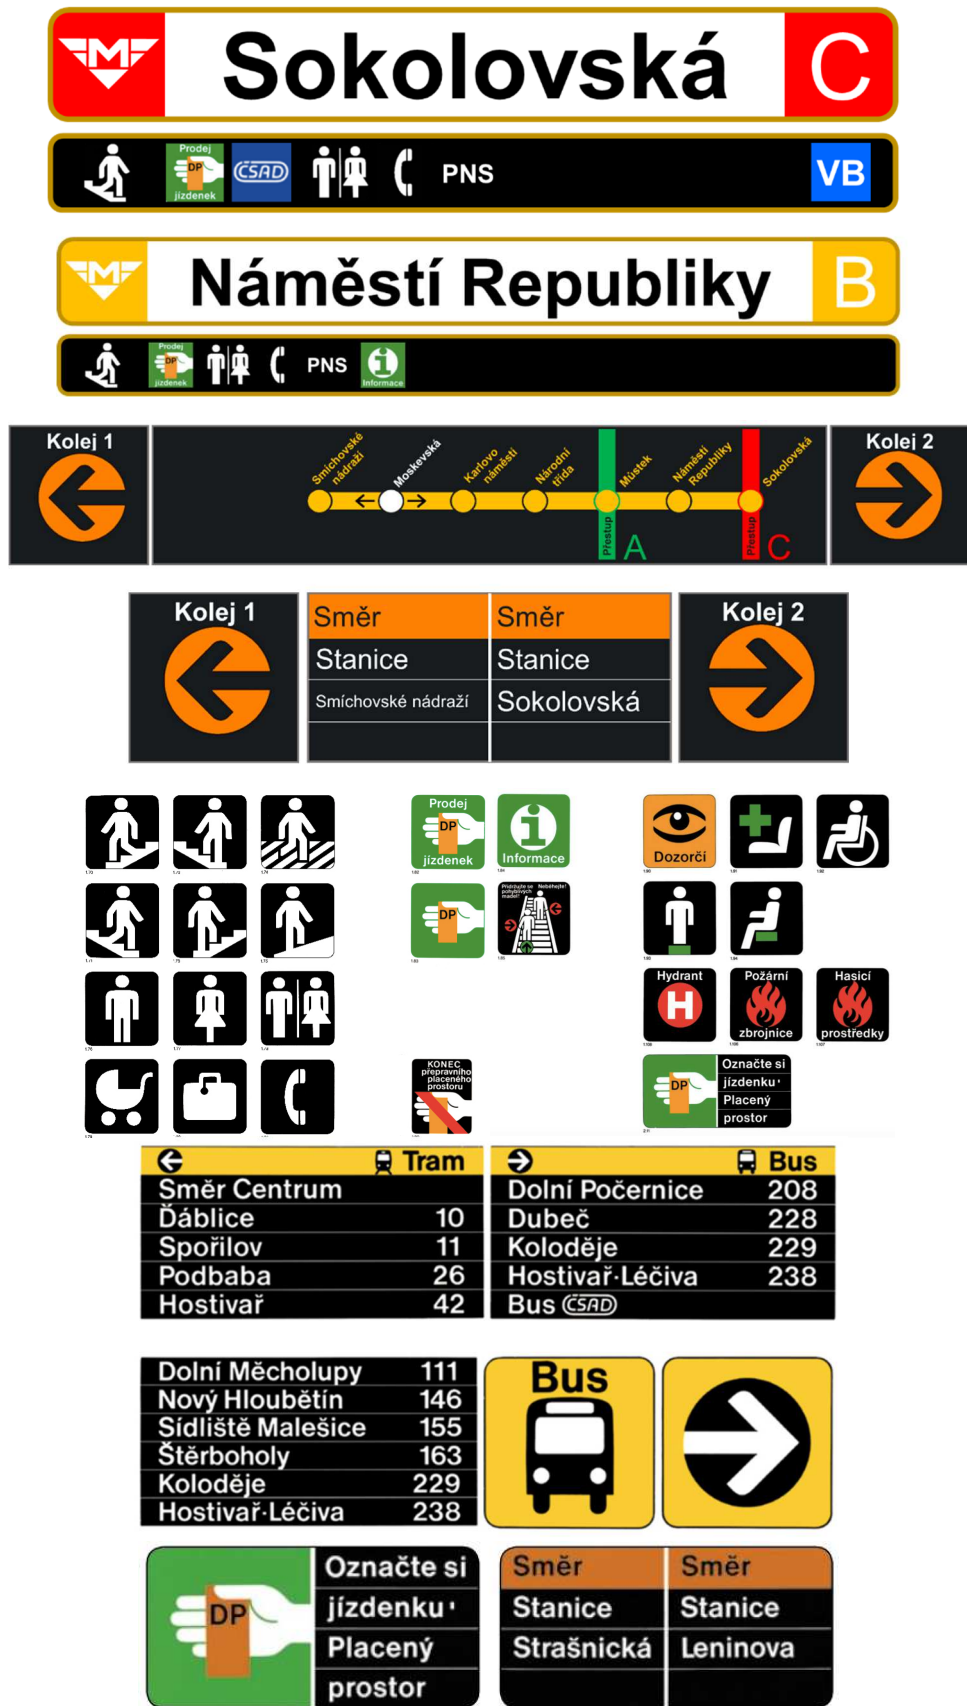 M Sokolovská C
Prodej
DP
jízdenek
ČSAD
PNS
VB
M Náměstí Republiky B
Prodej
DP
jízdenek
PNS
i
Informace
Kolej 1
Smíchovské
nádraží
Moskevská
Karlovo
náměstí
Národní
třída
Můstek
Náměstí
Republiky
Sokolovská
Přestup
A
Přestup
C
Kolej 2
Kolej 1
Směr
Stanice
Smíchovské nádraží
Směr
Stanice
Sokolovská
Kolej 2
Prodej
DP
jízdenek
i
Informace
Dozorčí
DP
Přidržujte se
pohyblivých
madel!
Neběhejte!
Hydrant
H
Požární
zbrojnice
Hasicí
prostředky
KONEC
přepravního
placeného
prostoru
DP
Označte si
jízdenku
Placený
prostor
Tram
Směr Centrum
Ďáblice 10
Spořilov 11
Podbaba 26
Hostivař 42
Bus
Dolní Počernice 208
Dubeč 228
Koloděje 229
Hostivař·Léčiva 238
Bus ČSAD
Dolní Měcholupy 111
Nový Hloubětín 146
Sídliště Malešice 155
Štěrboholy 163
Koloděje 229
Hostivař·Léčiva 238
Bus
DP
Označte si
jízdenku
Placený
prostor
Směr
Stanice
Strašnická
Směr
Stanice
Leninova